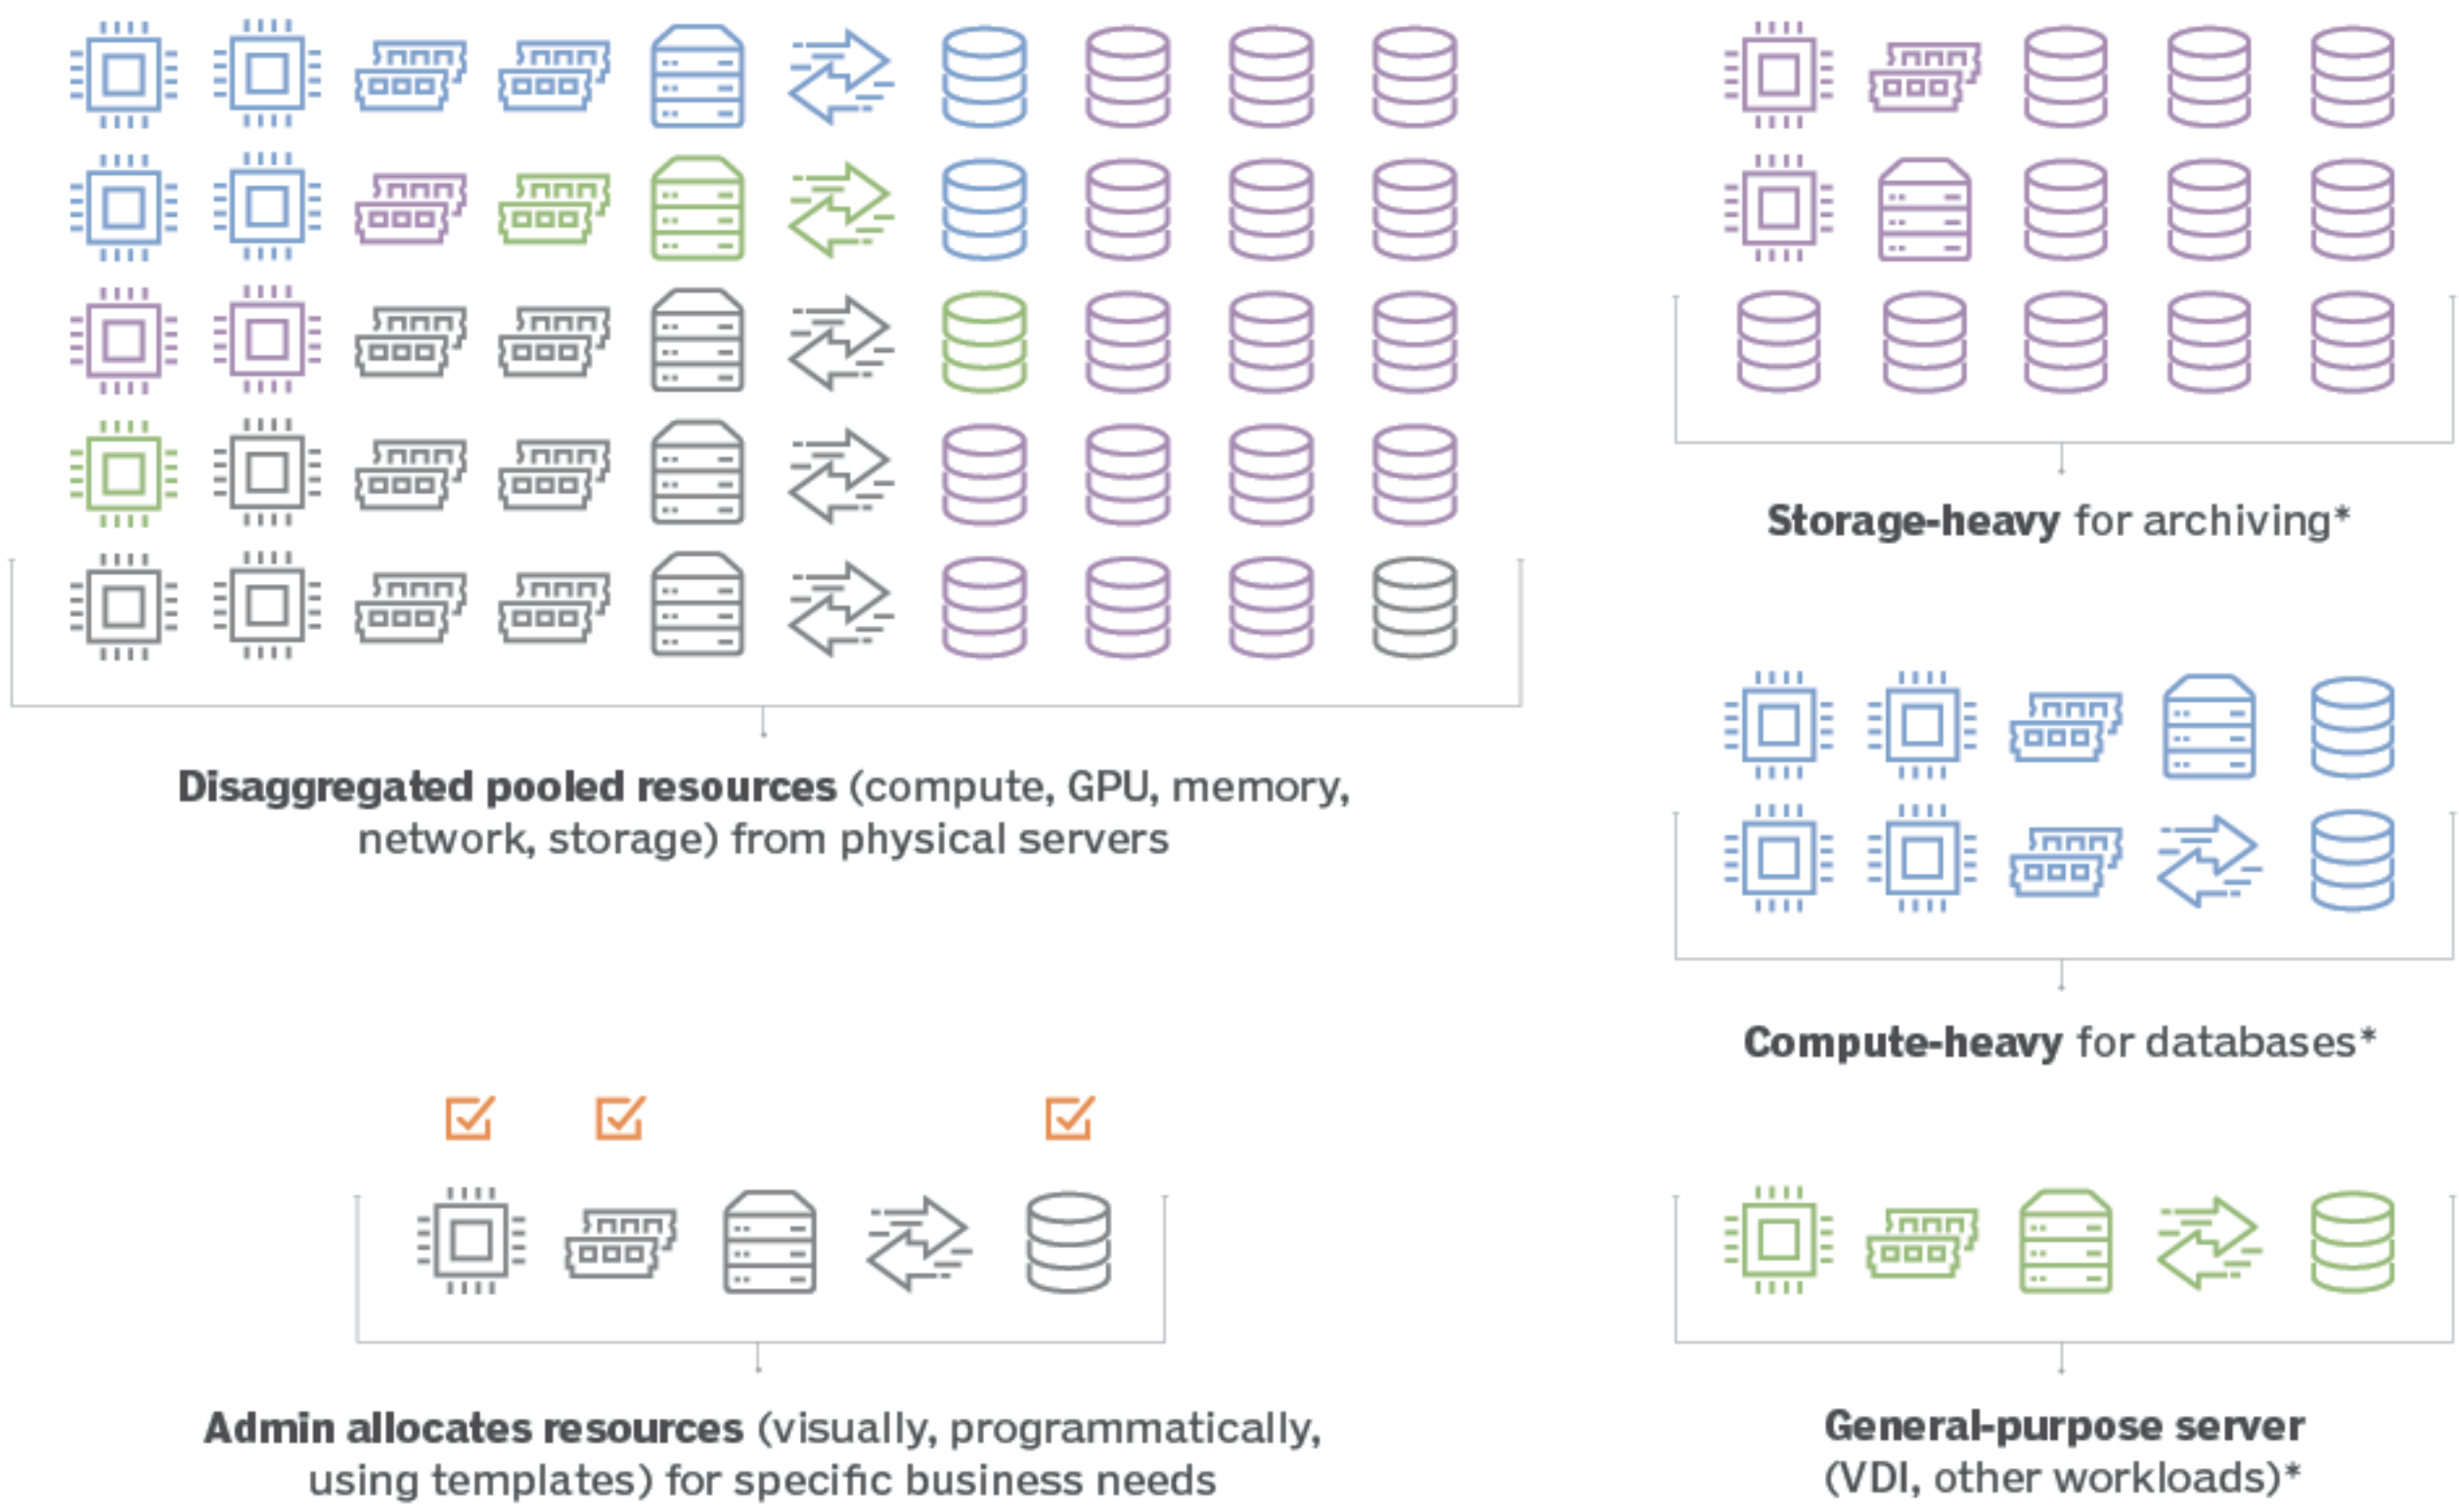 Disaggregated pooled resources (compute, GPU, memory,
network, storage) from physical servers
Storage-heavy for archiving*
Compute-heavy for databases*
Admin allocates resources (visually, programmatically,
using templates) for specific business needs
General-purpose server
(VDI, other workloads)*